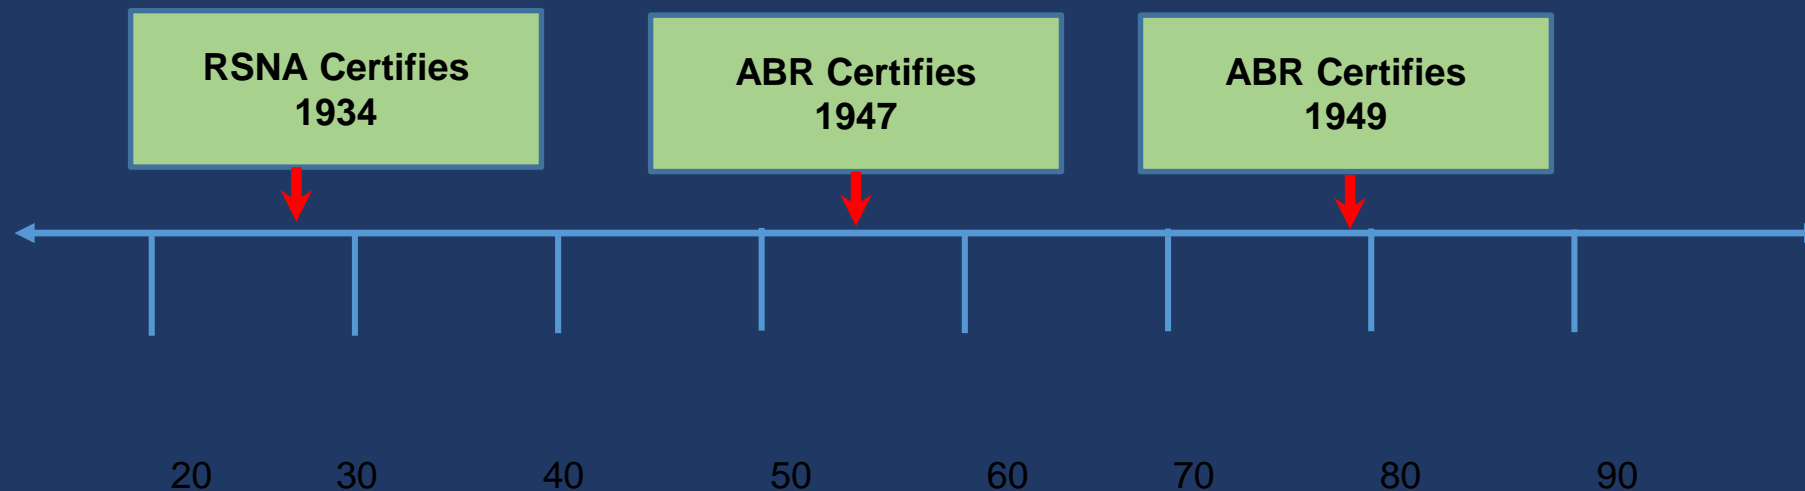 RSNA Certifies
1934
ABR Certifies
1947
ABR Certifies
1949
20 30 40 50 60 70 80 90